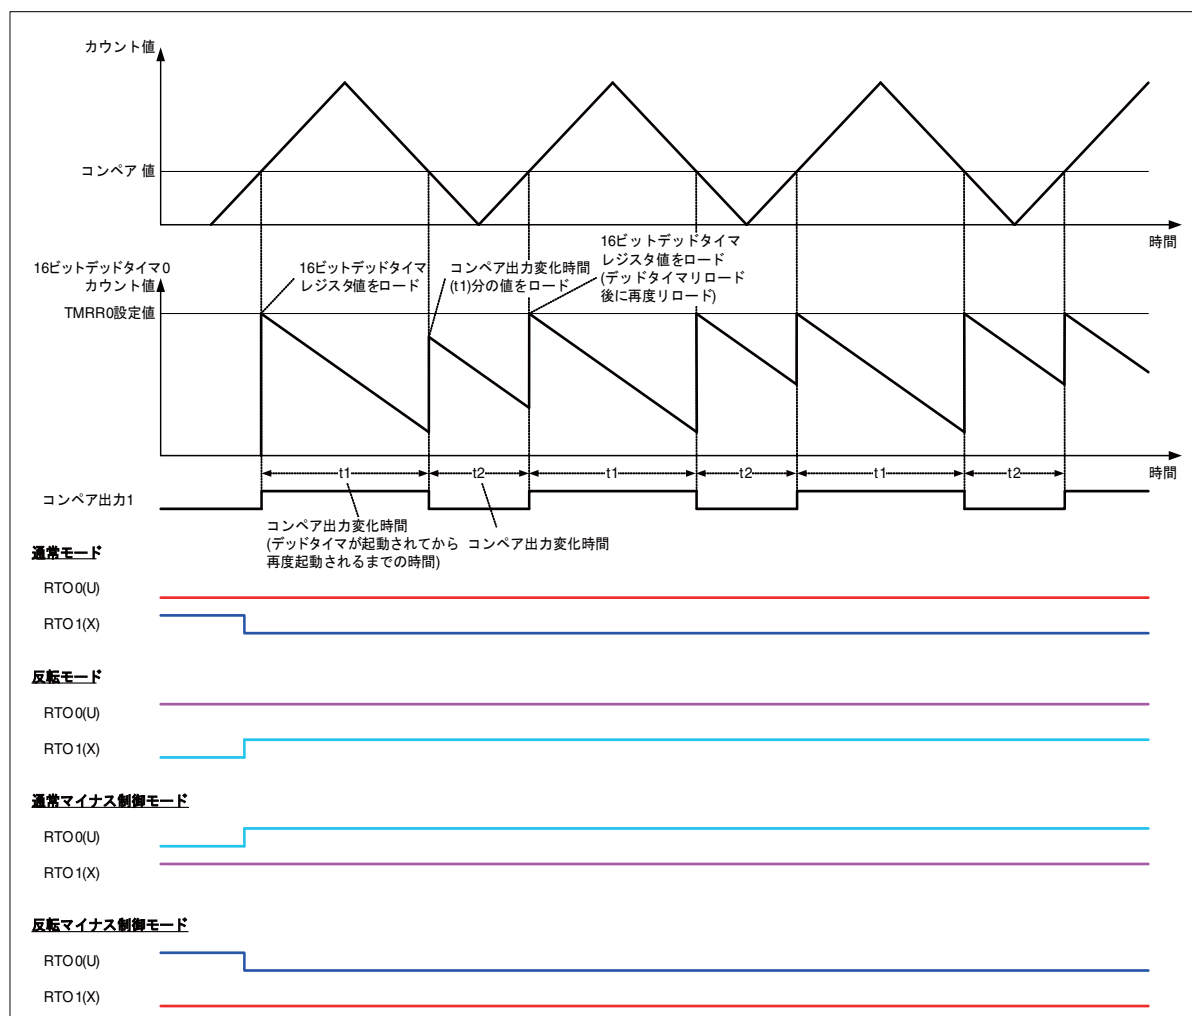 カウント値
コンペア 値
時間
16ビットデッドタイマ0
カウント値
TMRR0設定値
16ビットデッドタイマ
レジスタ値をロード
コンペア出力変化時間
(t1)分の値をロード
16ビットデッドタイマ
レジスタ値をロード
(デッドタイマリロード
後に再度リロード)
t1
t2
t1
t2
t1
t2
時間
コンペア出力1
コンペア出力変化時間
(デッドタイマが起動されてから
再度起動されるまでの時間)
コンペア出力変化時間
通常モード
RTO0(U)
RTO1(X)
反転モード
RTO0(U)
RTO1(X)
通常マイナス制御モード
RTO0(U)
RTO1(X)
反転マイナス制御モード
RTO0(U)
RTO1(X)